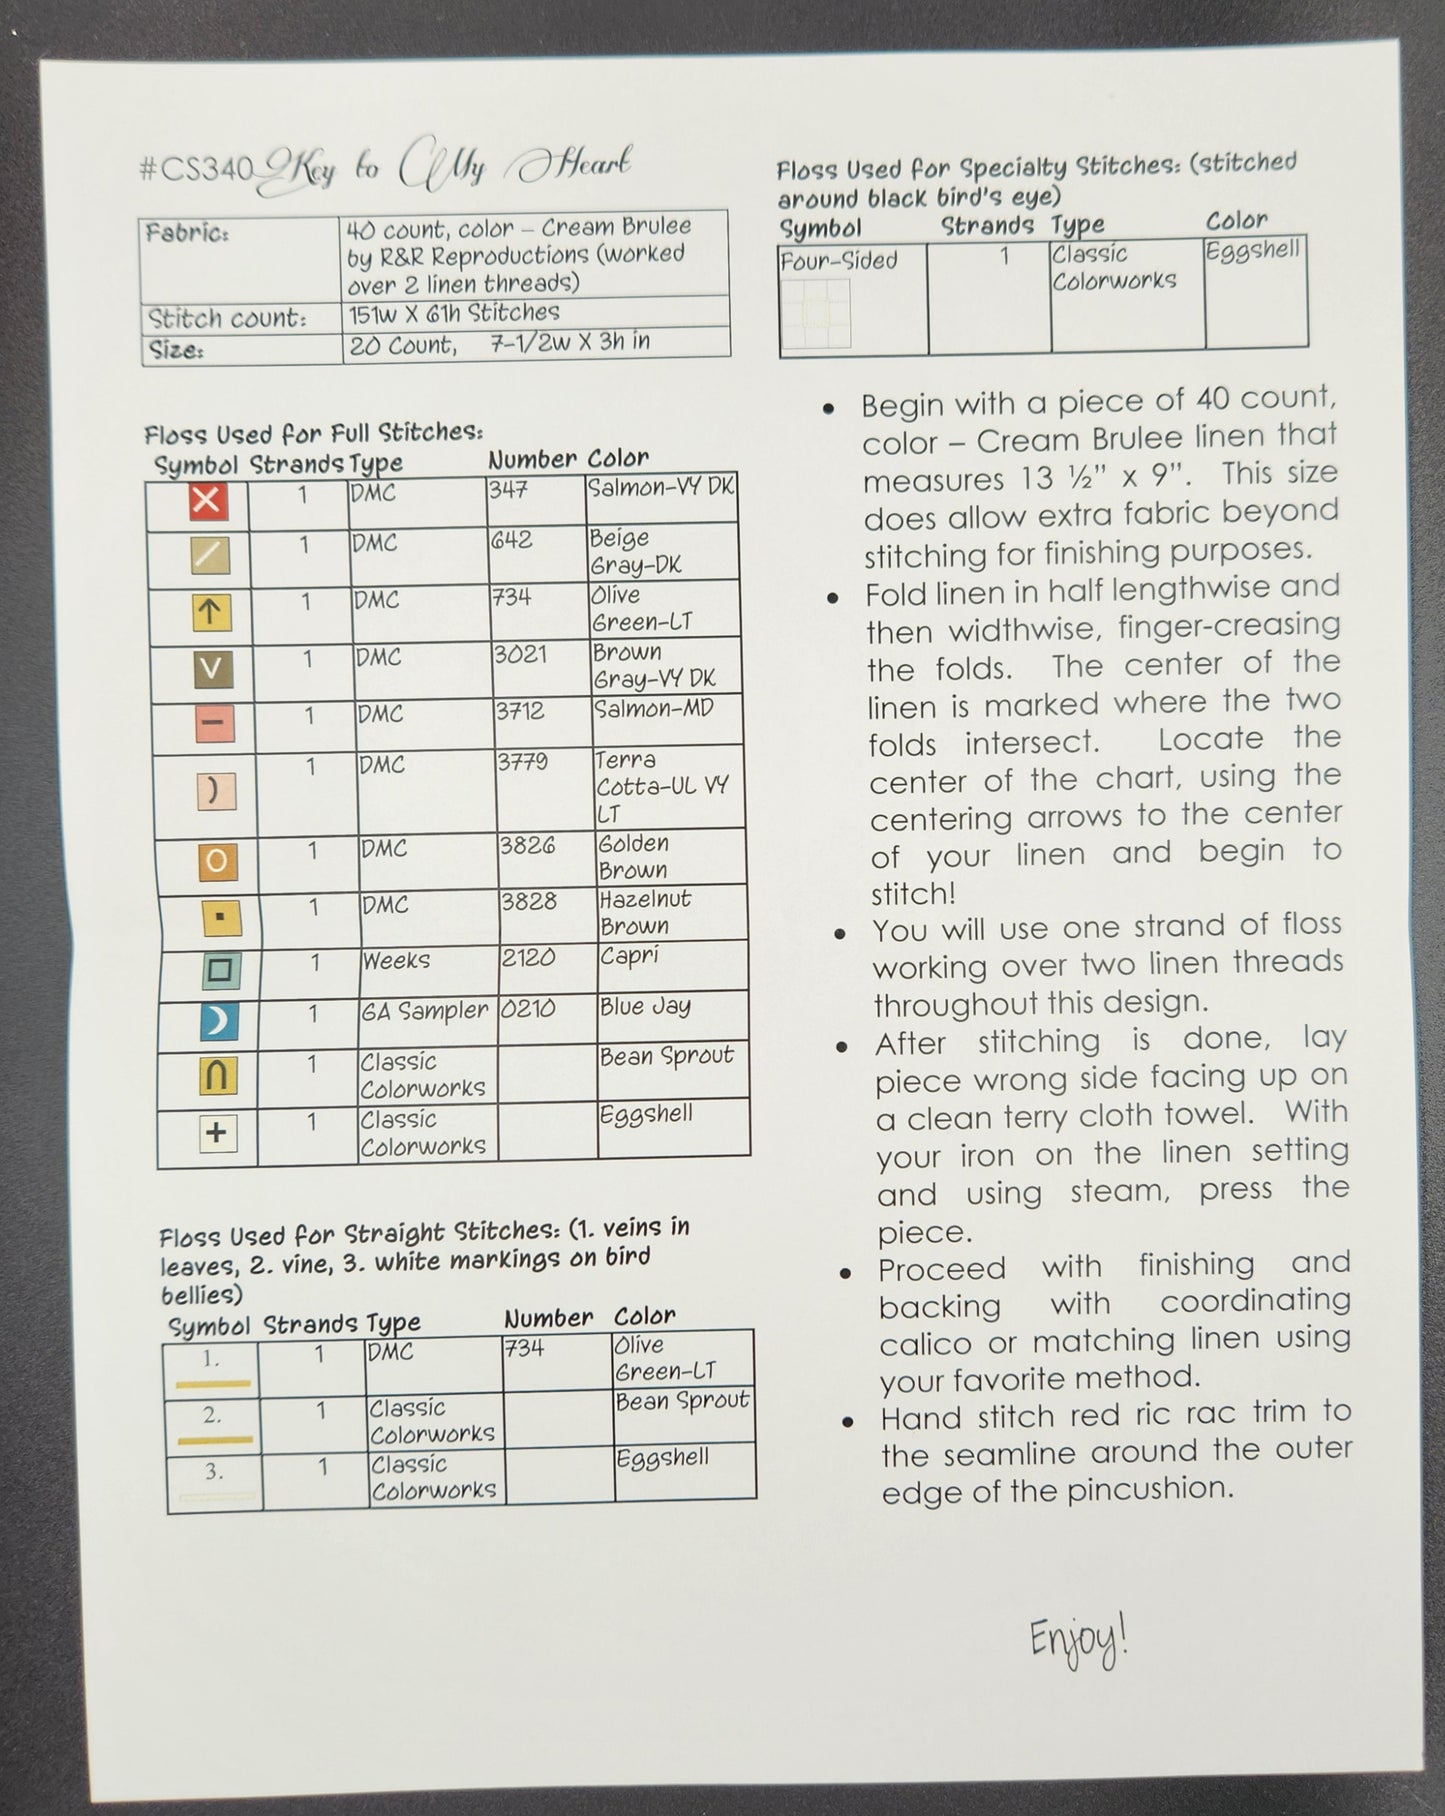 #CS340 Key to My Heart
Fabric: 40 count, color – Cream Brulee
by R&R Reproductions (worked
over 2 linen threads)
Stitch count: 151w X 61h Stitches
Size: 20 Count, 7-1/2w X 3h in
Floss Used for Full Stitches:
Symbol Strands Type Number Color
1 DMC 347 Salmon-VY DK
1 DMC 642 Beige
Gray-DK
1 DMC 734 Olive
Green-LT
V 1 DMC 3021 Brown
Gray-VY DK
1 DMC 3712 Salmon-MD
) 1 DMC 3779 Terra
Cotta-UL VY
LT
1 DMC 3826 Golden
Brown
1 DMC 3828 Hazelnut
Brown
1 Weeks 2120 Capri
1 GA Sampler 0210 Blue Jay
1 Classic Bean Sprout
Colorworks
+ 1 Classic Eggshell
Colorworks
Floss Used for Straight Stitches: (1. veins in
leaves, 2. vine, 3. white markings on bird
bellies)
Symbol Strands Type Number Color
1. 1 DMC 734 Olive
Green-LT
2. 1 Classic Bean Sprout
Colorworks
3. 1 Classic Eggshell
Colorworks
Floss Used for Specialty Stitches: (stitched
around black bird's eye)
Symbol Strands Type Color
Four-Sided 1 Classic Eggshell
Colorworks
• Begin with a piece of 40 count,
color – Cream Brulee linen that
measures 13 ½" x 9". This size
does allow extra fabric beyond
stitching for finishing purposes.
• Fold linen in half lengthwise and
then widthwise, finger-creasing
the folds. The center of the
linen is marked where the two
folds intersect. Locate the
center of the chart, using the
centering arrows to the center
of your linen and begin to
stitch!
• You will use one strand of floss
working over two linen threads
throughout this design.
• After stitching is done, lay
piece wrong side facing up on
a clean terry cloth towel. With
your iron on the linen setting
and using steam, press the
piece.
• Proceed with finishing and
backing with coordinating
calico or matching linen using
your favorite method.
• Hand stitch red ric rac trim to
the seamline around the outer
edge of the pincushion.
Enjoy!